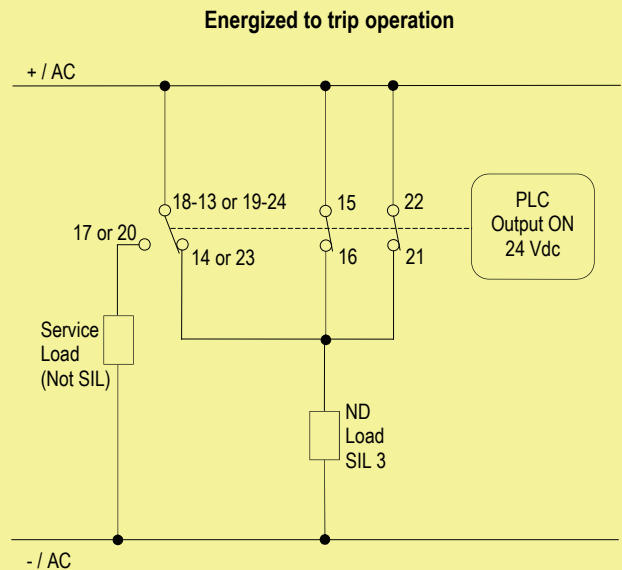 Energized to trip operation
+ / AC
18-13 or 19-24
15
22
PLC
Output ON
24 Vdc
17 or 20
14 or 23
16
21
Service
Load
(Not SIL)
ND
Load
SIL 3
- / AC